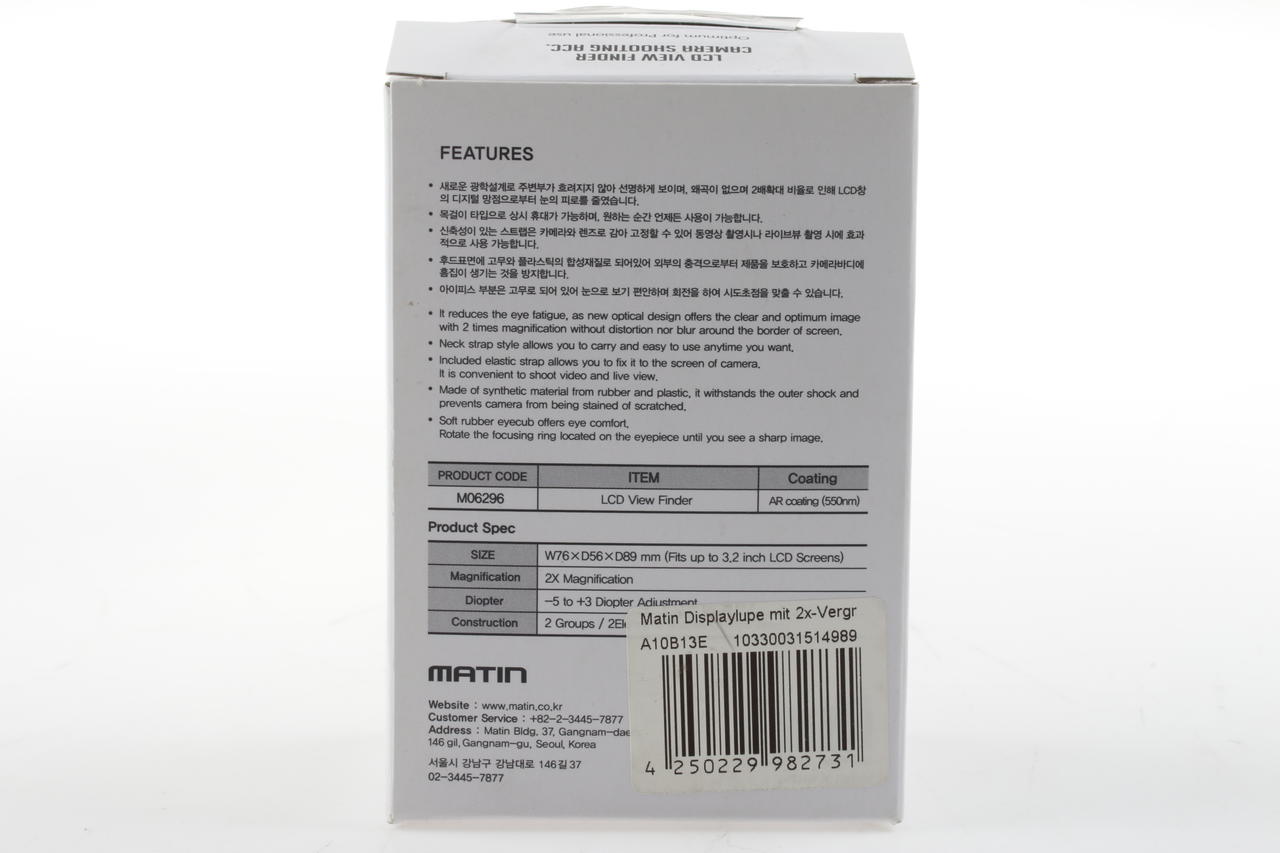 Optimum for Professional use
CAMERA SHOOTING ACC.
LCD VIEW FINDER
FEATURES
• 새로운 광학설계로 주변부가 흐려지지 않아 선명하게 보이며, 왜곡이 없으며 2배확대 비율로 인해 LCD창
의 디지털 망점으로부터 눈의 피로를 줄였습니다.
• 목걸이 타입으로 상시 휴대가 가능하며, 원하는 순간 언제든 사용이 가능합니다.
• 신축성이 있는 스트랩은 카메라와 렌즈로 감아 고정할 수 있어 동영상 촬영시나 라이브뷰 촬영 시에 효과
적으로 사용 가능합니다.
• 후드표면에 고무와 플라스틱의 합성재질로 되어있어 외부의 충격으로부터 제품을 보호하고 카메라바디에
흠집이 생기는 것을 방지합니다.
• 아이피스 부분은 고무로 되어 있어 눈으로 보기 편안하며 회전을 하여 시도초점을 맞출 수 있습니다.
• It reduces the eye fatigue, as new optical design offers the clear and optimum image
with 2 times magnification without distortion nor blur around the border of screen.
• Neck strap style allows you to carry and easy to use anytime you want.
• Included elastic strap allows you to fix it to the screen of camera.
It is convenient to shoot video and live view.
• Made of synthetic material from rubber and plastic, it withstands the outer shock and
prevents camera from being stained of scratched.
• Soft rubber eyecub offers eye comfort.
Rotate the focusing ring located on the eyepiece until you see a sharp image.
PRODUCT CODE ITEM Coating
M06296 LCD View Finder AR coating (550nm)
Product Spec
SIZE W76×D56×D89 mm (Fits up to 3.2 inch LCD Screens)
Magnification 2X Magnification
Diopter -5 to +3 Diopter Adjustment
Construction 2 Groups / 2El
Matin Displaylupe mit 2x-Vergr
A10B13E 10330031514989
4 250229 982731
MATIN
Website : www.matin.co.kr
Customer Service : +82-2-3445-7877
Address : Matin Bldg. 37, Gangnam-dae
146 gil, Gangnam-gu, Seoul, Korea
서울시 강남구 강남대로 146길 37
02-3445-7877